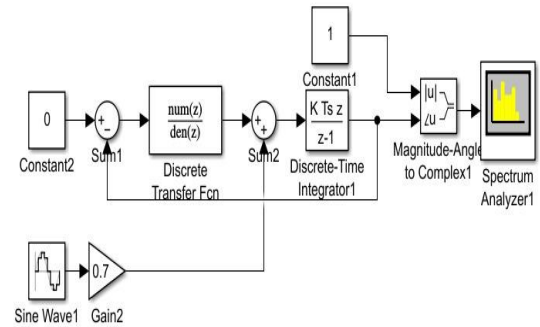 1
Constant1
0
Constant2
+
−
Sum1
num(z)
den(z)
Discrete
Transfer Fcn
+
+
Sum2
K Ts z
z-1
Discrete-Time
Integrator1
|u|
∠u
Magnitude-Angle
to Complex1
Spectrum
Analyzer1
Sine Wave1
0.7
Gain2